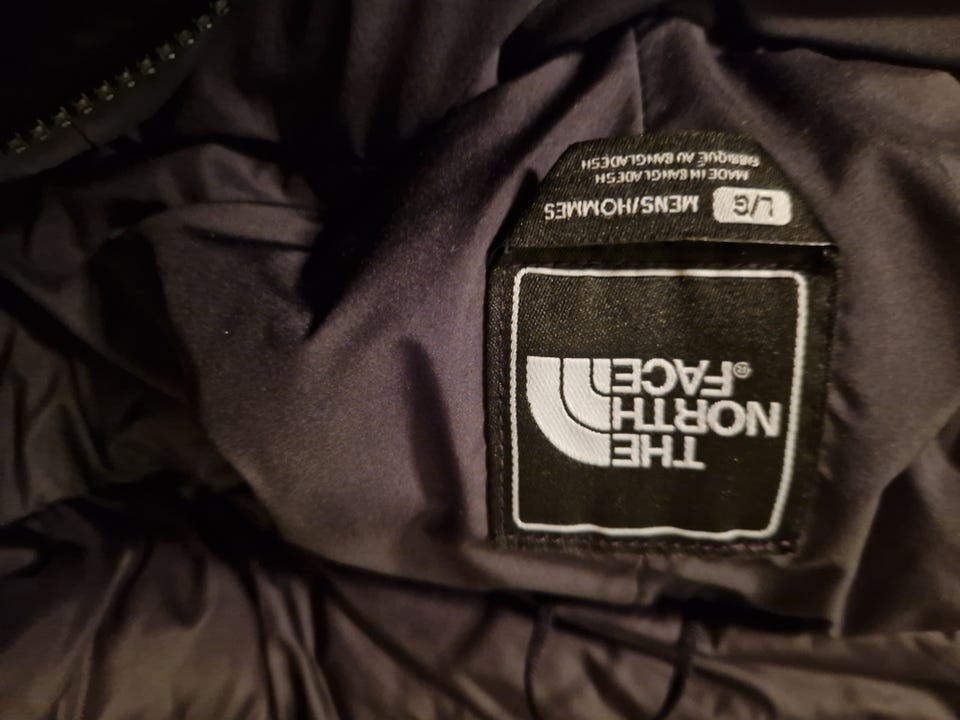 THE
NORTH
FACE®
L/G MENS/HOMMES
MADE IN BANGLADESH
FABRIQUÉ AU BANGLADESH